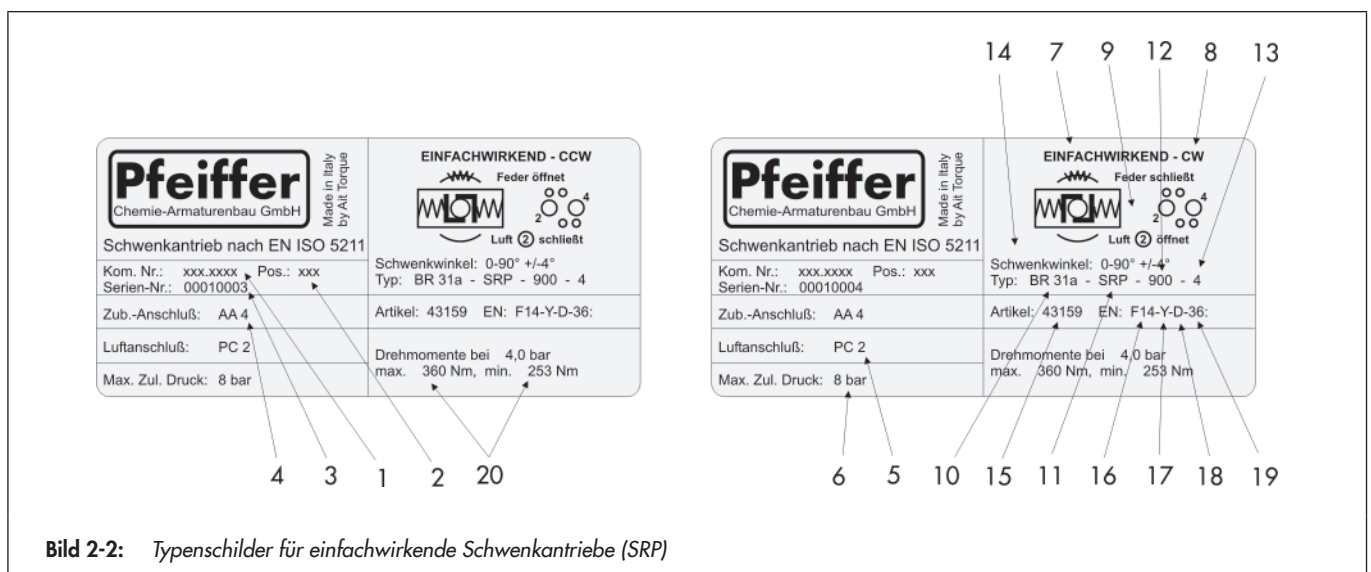 14 7 9 12 8 13
Pfeiffer
Chemie-Armaturenbau GmbH
Made in Italy
by Ait Torque
Schwenkantrieb nach EN ISO 5211
Kom. Nr.: xxx.xxxx Pos.: xxx
Serien-Nr.: 00010003
Zub.-Anschluß: AA 4
Luftanschluß: PC 2
Max. Zul. Druck: 8 bar
EINFACHWIRKEND - CCW
Feder öffnet
2 4
Luft 2 schließt
Schwenkwinkel: 0-90° +/-4°
Typ: BR 31a - SRP - 900 - 4
Artikel: 43159 EN: F14-Y-D-36:
Drehmomente bei 4,0 bar
max. 360 Nm, min. 253 Nm
Pfeiffer
Chemie-Armaturenbau GmbH
Made in Italy
by Ait Torque
Schwenkantrieb nach EN ISO 5211
Kom. Nr.: xxx.xxxx Pos.: xxx
Serien-Nr.: 00010004
Zub.-Anschluß: AA 4
Luftanschluß: PC 2
Max. Zul. Druck: 8 bar
EINFACHWIRKEND - CW
Feder schließt
2 4
Luft 2 öffnet
Schwenkwinkel: 0-90° +/-4°
Typ: BR 31a - SRP - 900 - 4
Artikel: 43159 EN: F14-Y-D-36:
Drehmomente bei 4,0 bar
max. 360 Nm, min. 253 Nm
4 3 1 2 20 6 5 10 15 11 16 17 18 19
Bild 2-2: Typenschilder für einfachwirkende Schwenkantriebe (SRP)